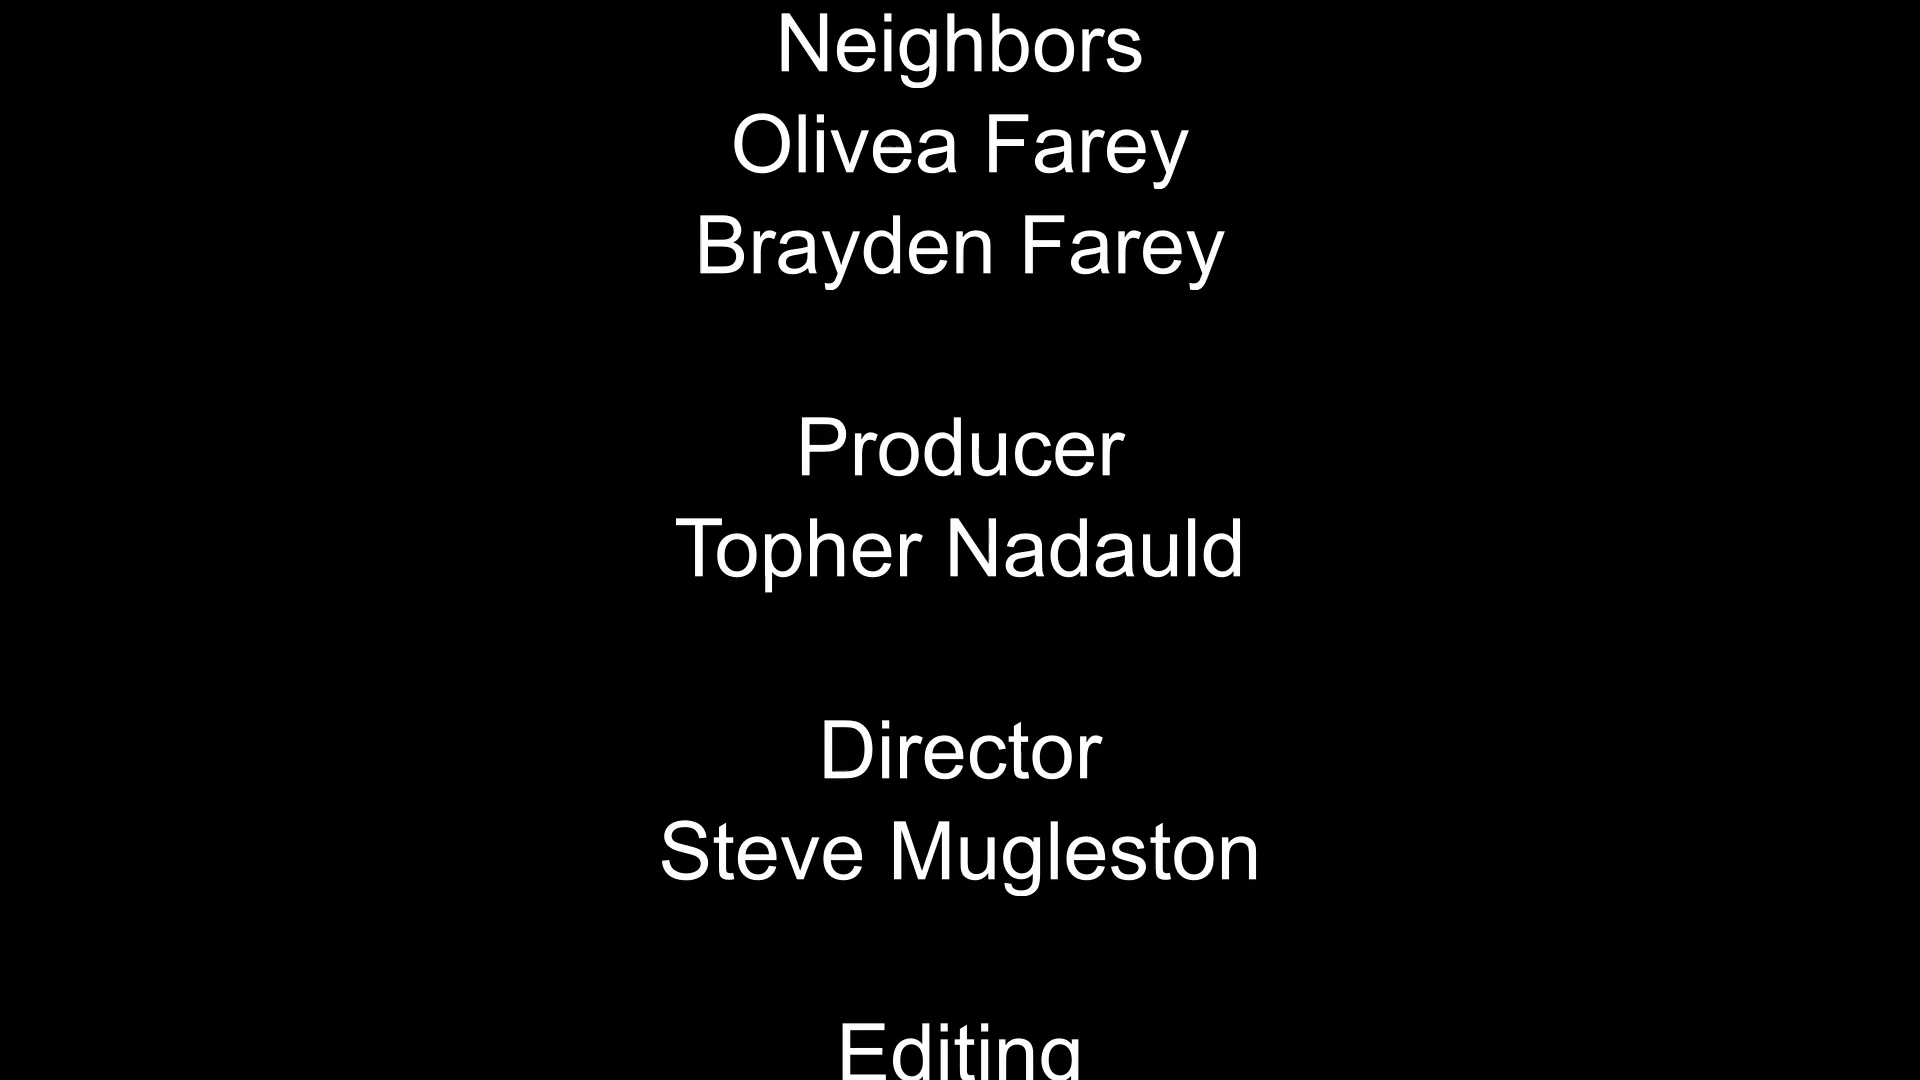 Neighbors
Olivea Farey
Brayden Farey
Producer
Topher Nadauld
Director
Steve Mugleston
Editing